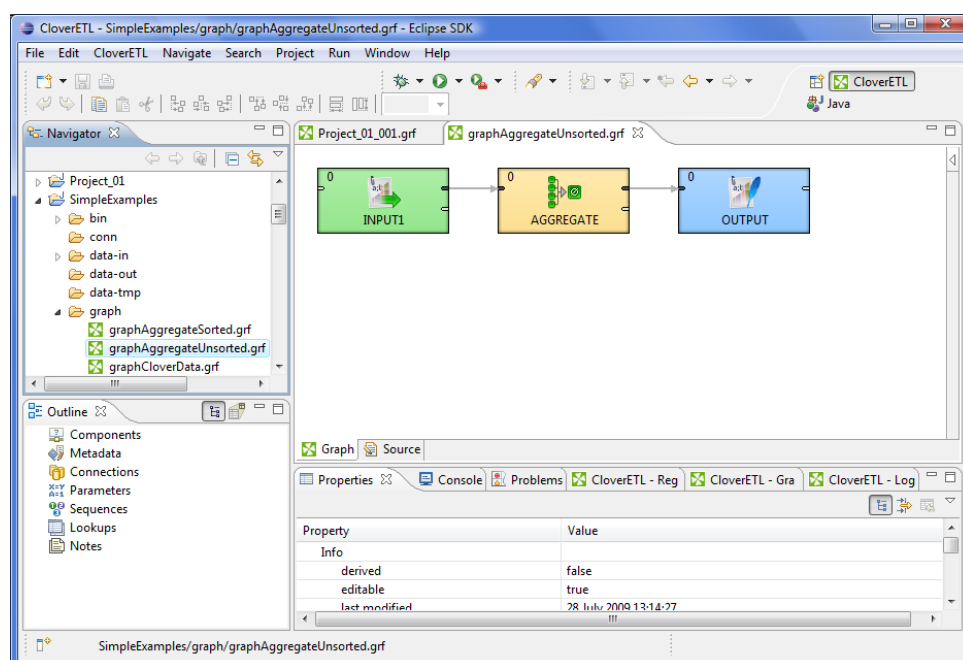 CloverETL - SimpleExamples/graph/graphAggregateUnsorted.grf - Eclipse SDK
File Edit CloverETL Navigate Search Project Run Window Help
CloverETL
Java
Navigator
Project_01
SimpleExamples
bin
conn
data-in
data-out
data-tmp
graph
graphAggregateSorted.grf
graphAggregateUnsorted.grf
graphCloverData.grf
Project_01_001.grf graphAggregateUnsorted.grf
0 0 0
INPUT1 AGGREGATE OUTPUT
Graph Source
Outline
Components
Metadata
Connections
Parameters
Sequences
Lookups
Notes
Properties Console Problems CloverETL - Reg CloverETL - Gra CloverETL - Log
Property Value
Info
derived false
editable true
last modified 28 July 2009 13:14:27
SimpleExamples/graph/graphAggregateUnsorted.grf